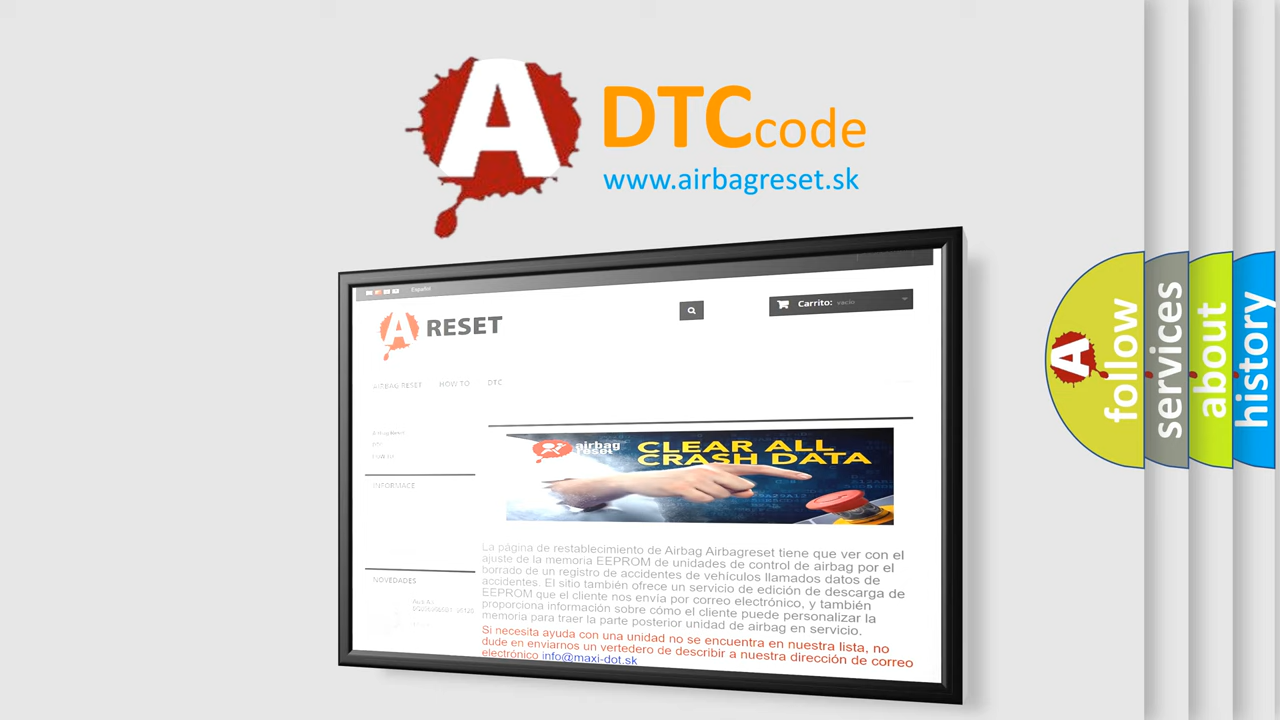 A DTC code
www.airbagreset.sk
Español
A RESET
Carrito: vacío
AIRBAG RESET HOW TO DTC
airbag
reset
CLEAR ALL
CRASH DATA
INFORMACE
La página de restablecimiento de Airbag Airbagreset tiene que ver con el
ajuste de la memoria EEPROM de unidades de control de airbag por el
borrado de un registro de accidentes de vehículos llamados datos de
accidentes. El sitio también ofrece un servicio de edición de descarga de
EEPROM que el cliente nos envía por correo electrónico, y también
proporciona información sobre cómo el cliente puede personalizar la
memoria para traer la parte posterior unidad de airbag en servicio.
NOVEDADES
Si necesita ayuda con una unidad no se encuentra en nuestra lista, no
dude en enviarnos un vertedero de describir a nuestra dirección de correo
electrónico info@maxi-dot.sk
A follow
services
about
history